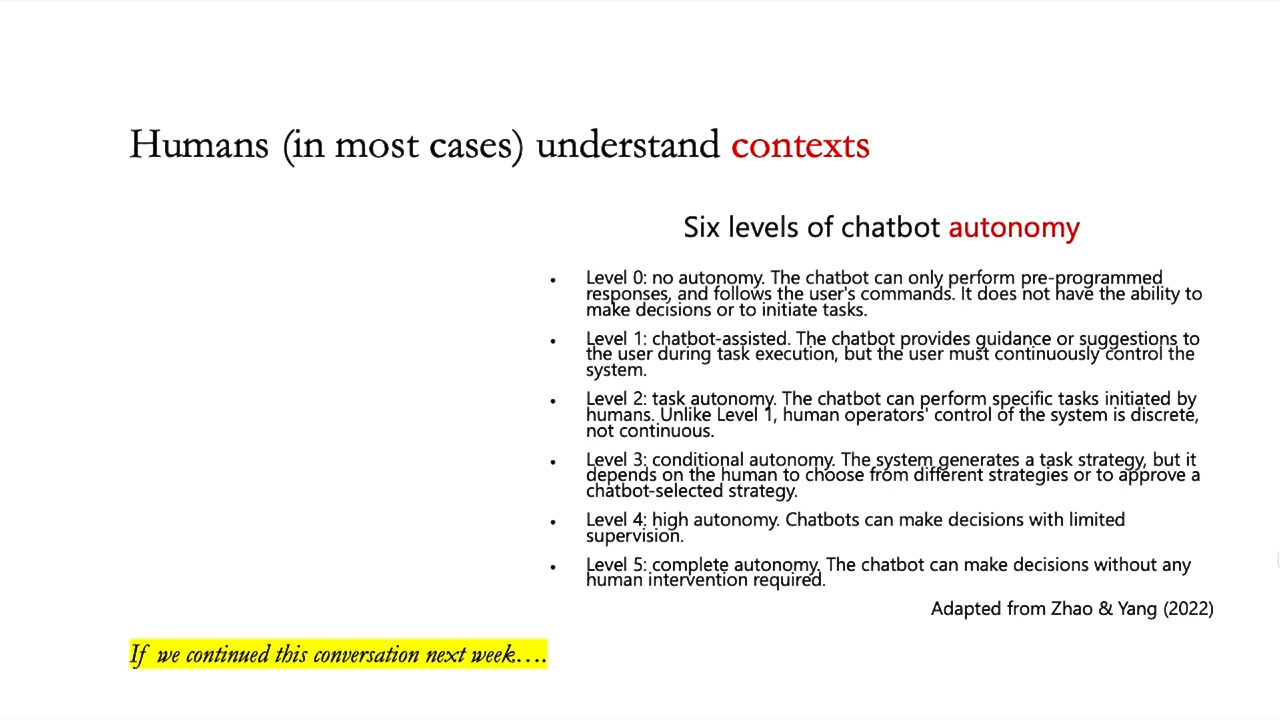 Humans (in most cases) understand contexts
Six levels of chatbot autonomy
• Level 0: no autonomy. The chatbot can only perform pre-programmed
responses, and follows the user's commands. It does not have the ability to
make decisions or to initiate tasks.
• Level 1: chatbot-assisted. The chatbot provides guidance or suggestions to
the user during task execution, but the user must continuously control the
system.
• Level 2: task autonomy. The chatbot can perform specific tasks initiated by
humans. Unlike Level 1, human operators' control of the system is discrete,
not continuous.
• Level 3: conditional autonomy. The system generates a task strategy, but it
depends on the human to choose from different strategies or to approve a
chatbot-selected strategy.
• Level 4: high autonomy. Chatbots can make decisions with limited
supervision.
• Level 5: complete autonomy. The chatbot can make decisions without any
human intervention required.
Adapted from Zhao & Yang (2022)
If we continued this conversation next week….